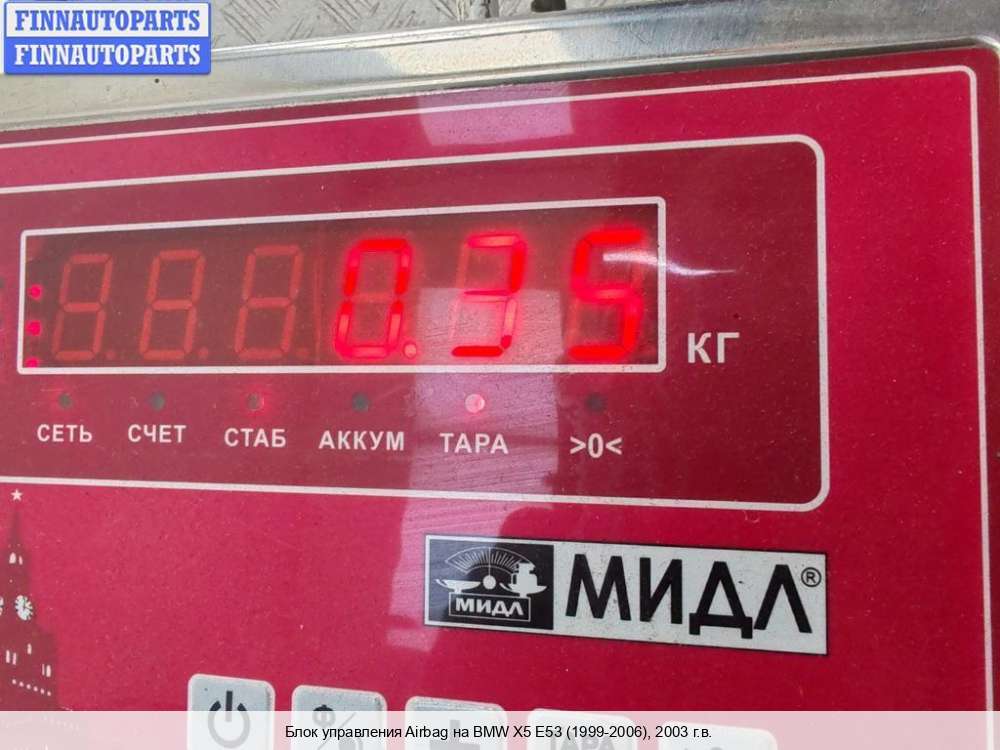 FINNAUTOPARTS
FINNAUTOPARTS
0.35
КГ
СЕТЬ СЧЕТ СТАБ АККУМ ТАРА >0<
МИДЛ МИДЛ®
Блок управления Airbag на BMW X5 E53 (1999-2006), 2003 г.в.